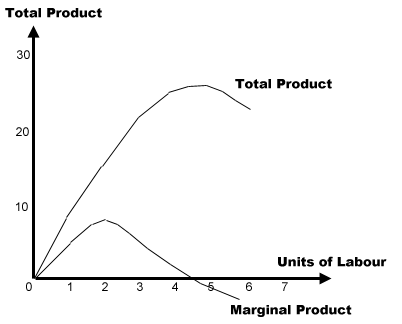 Total Product
30
Total Product
20
10
Units of Labour
0 1 2 3 4 5 6 7
Marginal Product